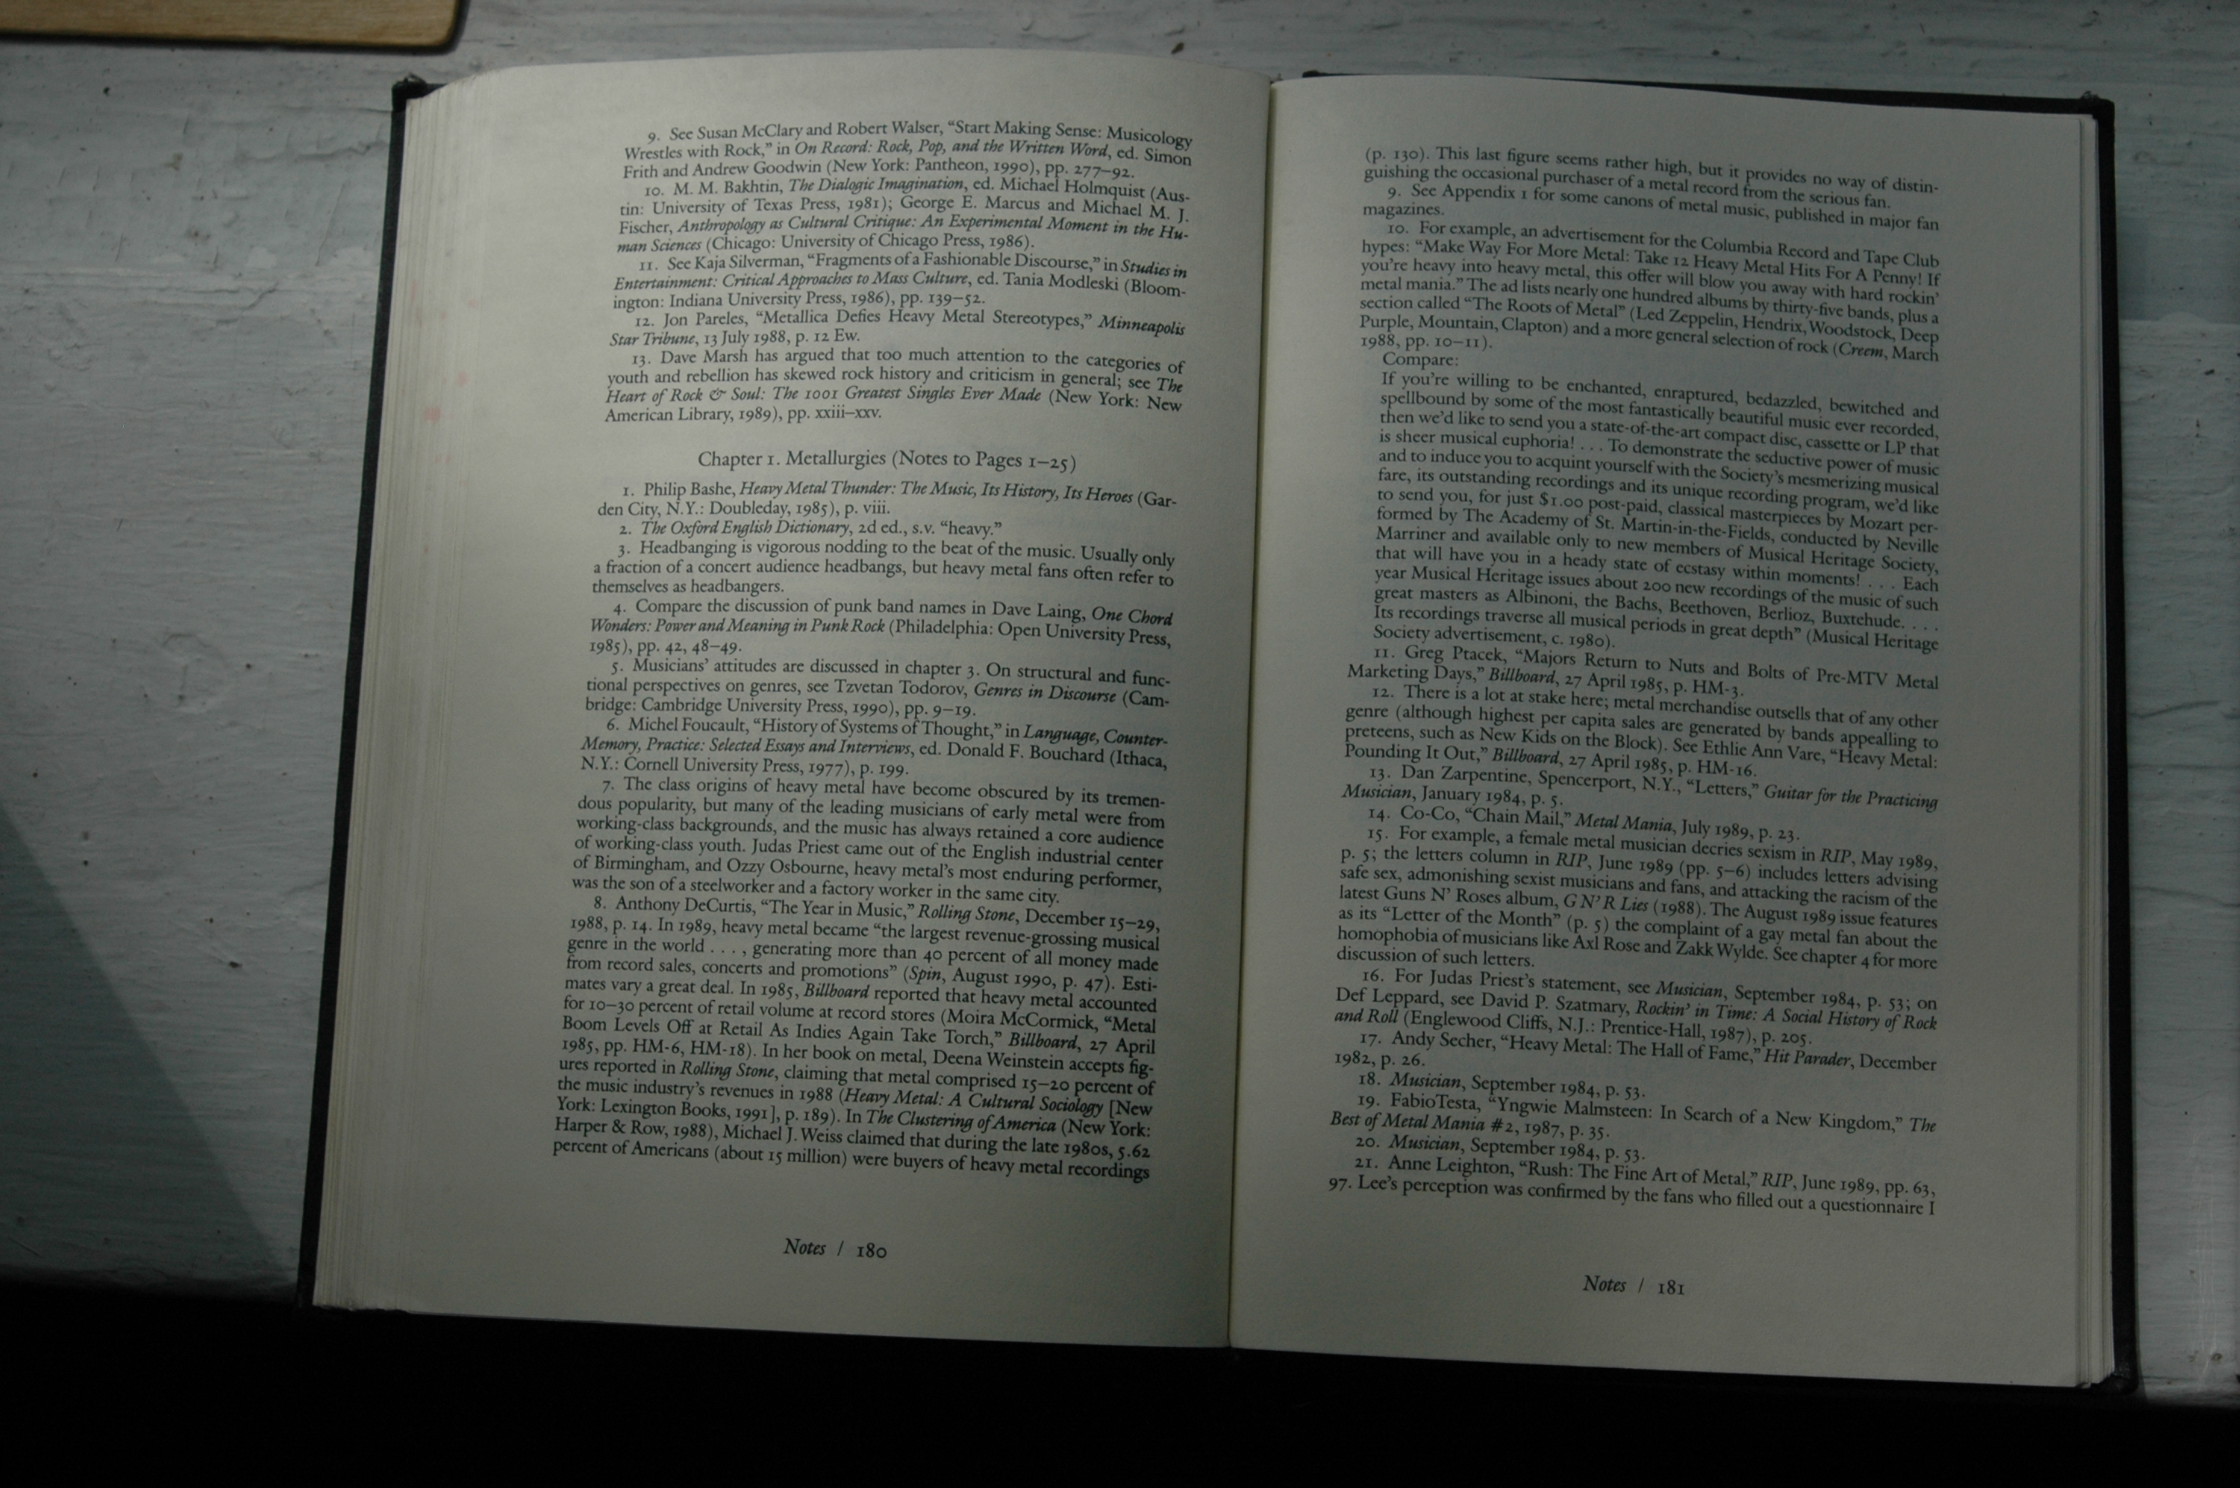 9. See Susan McClary and Robert Walser, “Start Making Sense: Musicology
Wrestles with Rock,” in On Record: Rock, Pop, and the Written Word, ed. Simon
Frith and Andrew Goodwin (New York: Pantheon, 1990), pp. 277–92.
10. M. M. Bakhtin, The Dialogic Imagination, ed. Michael Holmquist (Aus-
tin: University of Texas Press, 1981); George E. Marcus and Michael M. J.
Fischer, Anthropology as Cultural Critique: An Experimental Moment in the Hu-
man Sciences (Chicago: University of Chicago Press, 1986).
11. See Kaja Silverman, “Fragments of a Fashionable Discourse,” in Studies in
Entertainment: Critical Approaches to Mass Culture, ed. Tania Modleski (Bloom-
ington: Indiana University Press, 1986), pp. 139–52.
12. Jon Pareles, “Metallica Defies Heavy Metal Stereotypes,” Minneapolis
Star Tribune, 13 July 1988, p. 12 Ew.
13. Dave Marsh has argued that too much attention to the categories of
youth and rebellion has skewed rock history and criticism in general; see The
Heart of Rock & Soul: The 1001 Greatest Singles Ever Made (New York: New
American Library, 1989), pp. xxiii–xxv.
Chapter 1. Metallurgies (Notes to Pages 1–25)
1. Philip Bashe, Heavy Metal Thunder: The Music, Its History, Its Heroes (Gar-
den City, N.Y.: Doubleday, 1985), p. viii.
2. The Oxford English Dictionary, 2d ed., s.v. “heavy.”
3. Headbanging is vigorous nodding to the beat of the music. Usually only
a fraction of a concert audience headbangs, but heavy metal fans often refer to
themselves as headbangers.
4. Compare the discussion of punk band names in Dave Laing, One Chord
Wonders: Power and Meaning in Punk Rock (Philadelphia: Open University Press,
1985), pp. 42, 48–49.
5. Musicians’ attitudes are discussed in chapter 3. On structural and func-
tional perspectives on genres, see Tzvetan Todorov, Genres in Discourse (Cam-
bridge: Cambridge University Press, 1990), pp. 9–19.
6. Michel Foucault, “History of Systems of Thought,” in Language, Counter-
Memory, Practice: Selected Essays and Interviews, ed. Donald F. Bouchard (Ithaca,
N.Y.: Cornell University Press, 1977), p. 199.
7. The class origins of heavy metal have become obscured by its tremen-
dous popularity, but many of the leading musicians of early metal were from
working-class backgrounds, and the music has always retained a core audience
of working-class youth. Judas Priest came out of the English industrial center
of Birmingham, and Ozzy Osbourne, heavy metal’s most enduring performer,
was the son of a steelworker and a factory worker in the same city.
8. Anthony DeCurtis, “The Year in Music,” Rolling Stone, December 15–29,
1988, p. 14. In 1989, heavy metal became “the largest revenue-grossing musical
genre in the world . . . , generating more than 40 percent of all money made
from record sales, concerts and promotions” (Spin, August 1990, p. 47). Esti-
mates vary a great deal. In 1985, Billboard reported that heavy metal accounted
for 10–30 percent of retail volume at record stores (Moira McCormick, “Metal
Boom Levels Off at Retail As Indies Again Take Torch,” Billboard, 27 April
1985, pp. HM-6, HM-18). In her book on metal, Deena Weinstein accepts fig-
ures reported in Rolling Stone, claiming that metal comprised 15–20 percent of
the music industry’s revenues in 1988 (Heavy Metal: A Cultural Sociology [New
York: Lexington Books, 1991], p. 189). In The Clustering of America (New York:
Harper & Row, 1988), Michael J. Weiss claimed that during the late 1980s, 5.62
percent of Americans (about 15 million) were buyers of heavy metal recordings
Notes / 180
(p. 130). This last figure seems rather high, but it provides no way of distin-
guishing the occasional purchaser of a metal record from the serious fan.
9. See Appendix 1 for some canons of metal music, published in major fan
magazines.
10. For example, an advertisement for the Columbia Record and Tape Club
hypes: “Make Way For More Metal: Take 12 Heavy Metal Hits For A Penny! If
you’re heavy into heavy metal, this offer will blow you away with hard rockin’
metal mania.” The ad lists nearly one hundred albums by thirty-five bands, plus a
section called “The Roots of Metal” (Led Zeppelin, Hendrix, Woodstock, Deep
Purple, Mountain, Clapton) and a more general selection of rock (Creem, March
1988, pp. 10–11).
Compare:
If you’re willing to be enchanted, enraptured, bedazzled, bewitched and
spellbound by some of the most fantastically beautiful music ever recorded,
then we’d like to send you a state-of-the-art compact disc, cassette or LP that
is sheer musical euphoria! . . . To demonstrate the seductive power of music
and to induce you to acquint yourself with the Society’s mesmerizing musical
fare, its outstanding recordings and its unique recording program, we’d like
to send you, for just $1.00 post-paid, classical masterpieces by Mozart per-
formed by The Academy of St. Martin-in-the-Fields, conducted by Neville
Marriner and available only to new members of Musical Heritage Society,
that will have you in a heady state of ecstasy within moments! . . . Each
year Musical Heritage issues about 200 new recordings of the music of such
great masters as Albinoni, the Bachs, Beethoven, Berlioz, Buxtehude. . . .
Its recordings traverse all musical periods in great depth” (Musical Heritage
Society advertisement, c. 1980).
11. Greg Ptacek, “Majors Return to Nuts and Bolts of Pre-MTV Metal
Marketing Days,” Billboard, 27 April 1985, p. HM-3.
12. There is a lot at stake here; metal merchandise outsells that of any other
genre (although highest per capita sales are generated by bands appealling to
preteens, such as New Kids on the Block). See Ethlie Ann Vare, “Heavy Metal:
Pounding It Out,” Billboard, 27 April 1985, p. HM-16.
13. Dan Zarpentine, Spencerport, N.Y., “Letters,” Guitar for the Practicing
Musician, January 1984, p. 5.
14. Co-Co, “Chain Mail,” Metal Mania, July 1989, p. 23.
15. For example, a female metal musician decries sexism in RIP, May 1989,
p. 5; the letters column in RIP, June 1989 (pp. 5–6) includes letters advising
safe sex, admonishing sexist musicians and fans, and attacking the racism of the
latest Guns N’ Roses album, G N’ R Lies (1988). The August 1989 issue features
as its “Letter of the Month” (p. 5) the complaint of a gay metal fan about the
homophobia of musicians like Axl Rose and Zakk Wylde. See chapter 4 for more
discussion of such letters.
16. For Judas Priest’s statement, see Musician, September 1984, p. 53; on
Def Leppard, see David P. Szatmary, Rockin’ in Time: A Social History of Rock
and Roll (Englewood Cliffs, N.J.: Prentice-Hall, 1987), p. 205.
17. Andy Secher, “Heavy Metal: The Hall of Fame,” Hit Parader, December
1982, p. 26.
18. Musician, September 1984, p. 53.
19. FabioTesta, “Yngwie Malmsteen: In Search of a New Kingdom,” The
Best of Metal Mania #2, 1987, p. 35.
20. Musician, September 1984, p. 53.
21. Anne Leighton, “Rush: The Fine Art of Metal,” RIP, June 1989, pp. 63,
97. Lee’s perception was confirmed by the fans who filled out a questionnaire I
Notes / 181